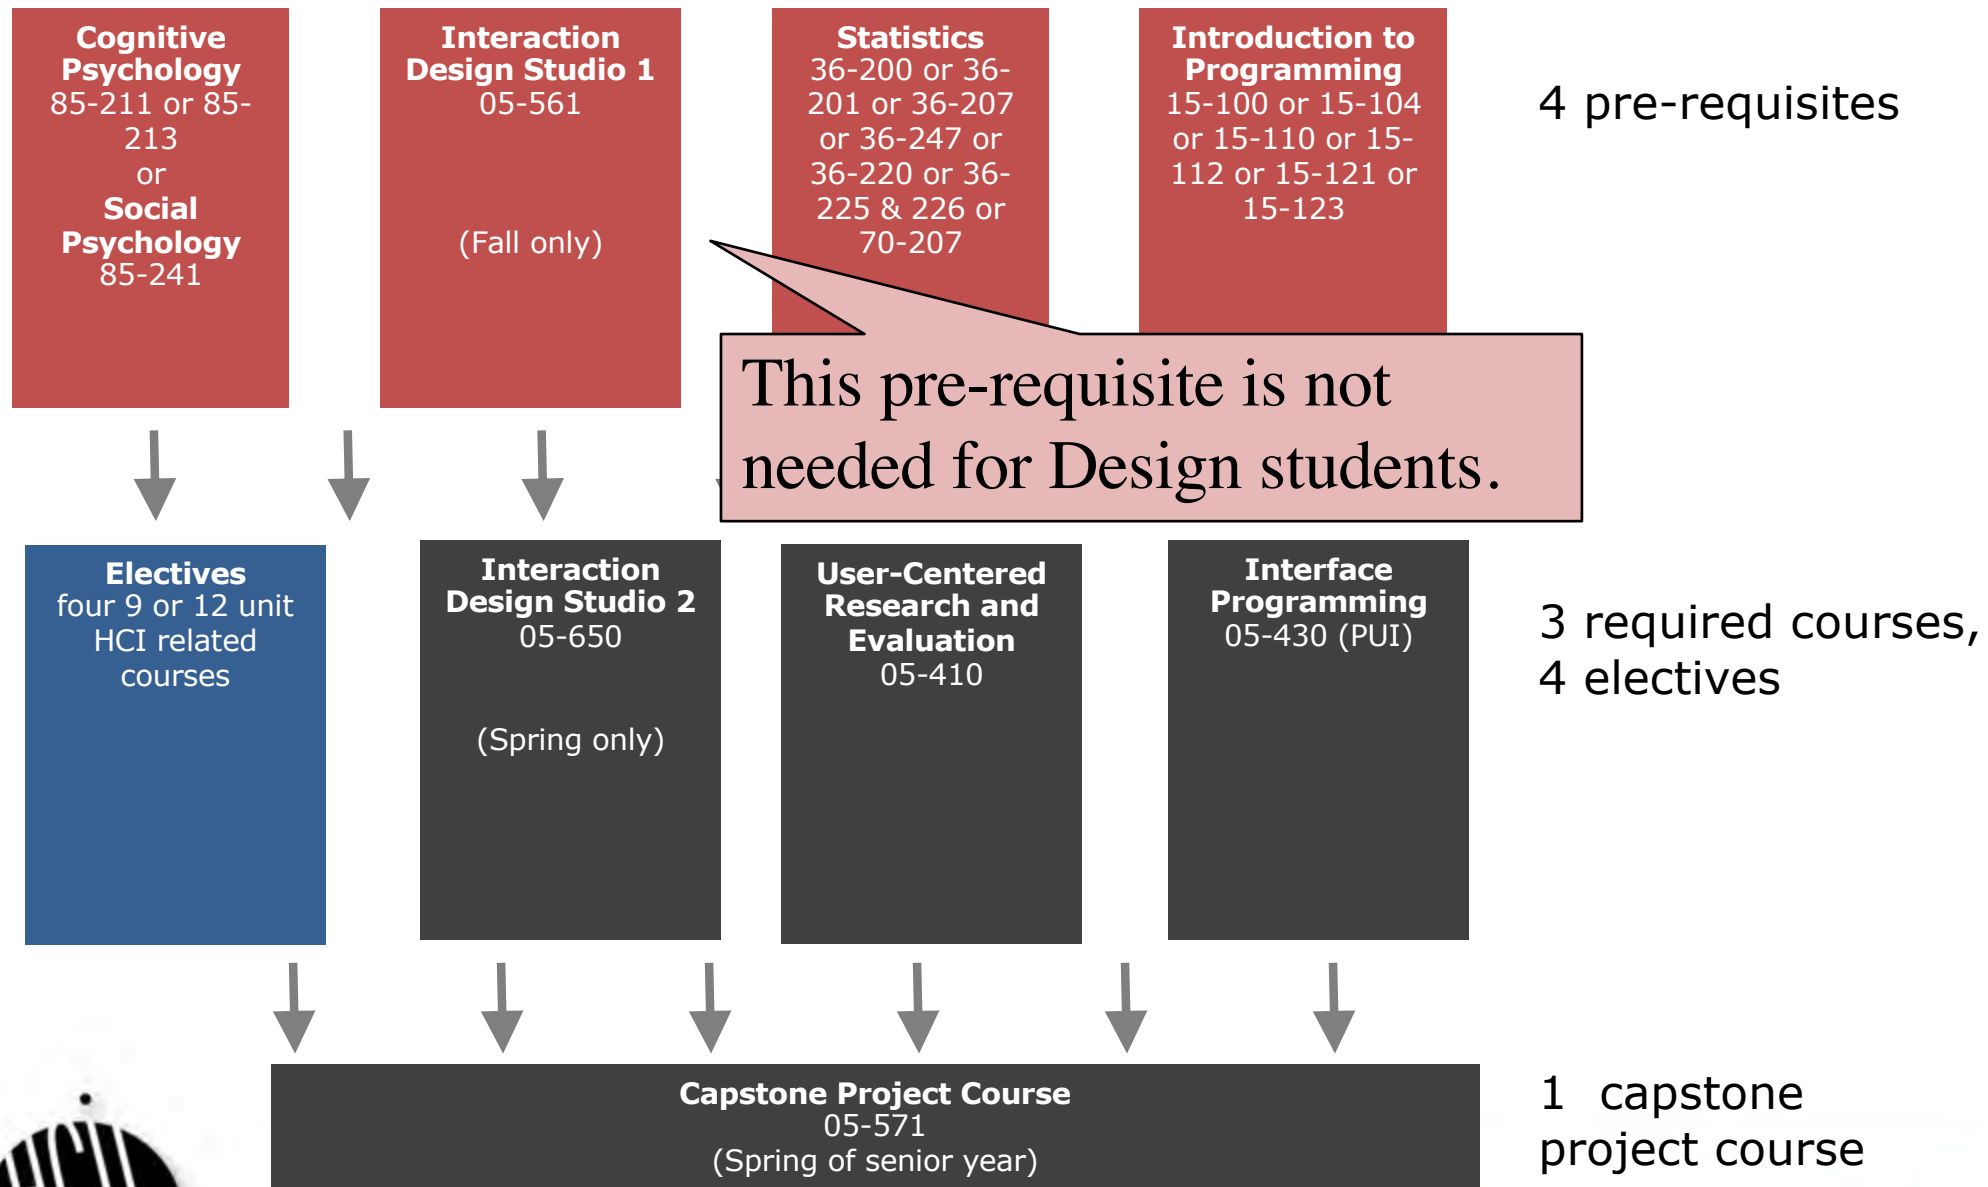 Cognitive
Psychology
85-211 or 85-
213
or
Social
Psychology
85-241
Interaction
Design Studio 1
05-561
(Fall only)
Statistics
36-200 or 36-
201 or 36-207
or 36-247 or
36-220 or 36-
225 & 226 or
70-207
Introduction to
Programming
15-100 or 15-104
or 15-110 or 15-
112 or 15-121 or
15-123
4 pre-requisites
This pre-requisite is not
needed for Design students.
Electives
four 9 or 12 unit
HCI related
courses
Interaction
Design Studio 2
05-650
(Spring only)
User-Centered
Research and
Evaluation
05-410
Interface
Programming
05-430 (PUI)
3 required courses,
4 electives
Capstone Project Course
05-571
(Spring of senior year)
1 capstone
project course